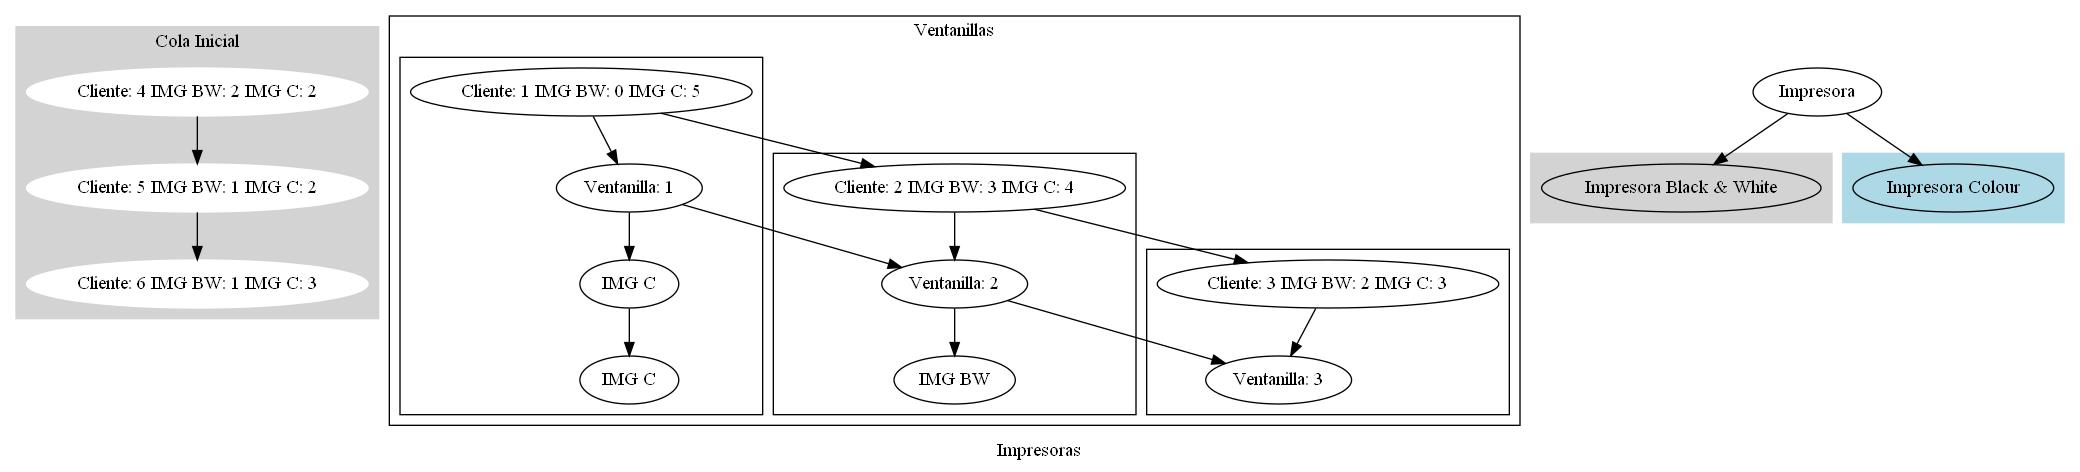 Cola Inicial
Cliente: 4 IMG BW: 2 IMG C: 2
Cliente: 5 IMG BW: 1 IMG C: 2
Cliente: 6 IMG BW: 1 IMG C: 3
Ventanillas
Cliente: 1 IMG BW: 0 IMG C: 5
Ventanilla: 1
IMG C
IMG C
Cliente: 2 IMG BW: 3 IMG C: 4
Ventanilla: 2
IMG BW
Cliente: 3 IMG BW: 2 IMG C: 3
Ventanilla: 3
Impresora
Impresora Black & White
Impresora Colour
Impresoras